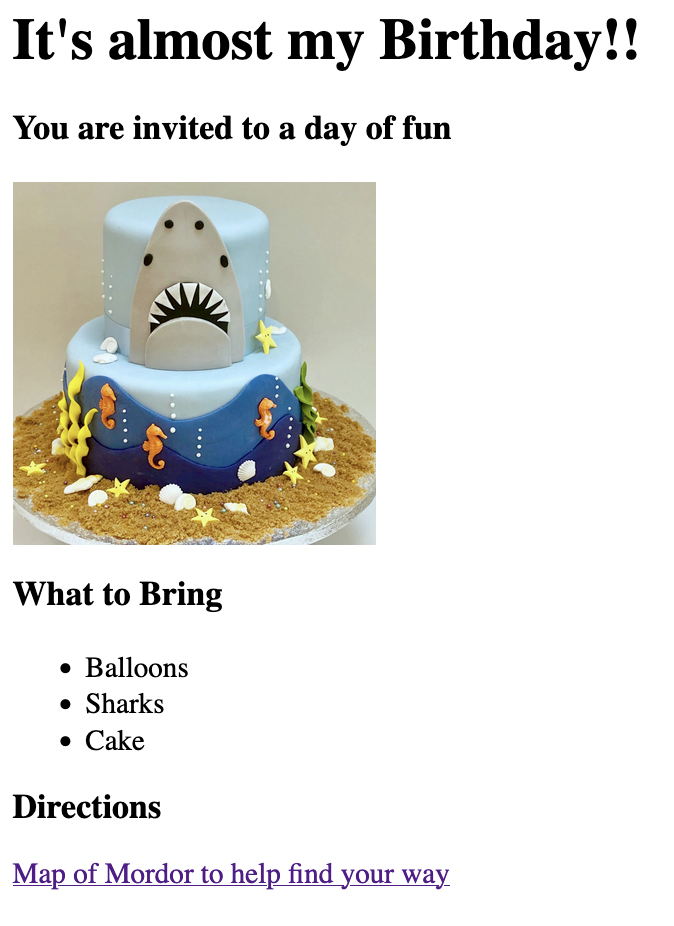 It's almost my Birthday!!
You are invited to a day of fun
What to Bring
Balloons
Sharks
Cake
Directions
Map of Mordor to help find your way